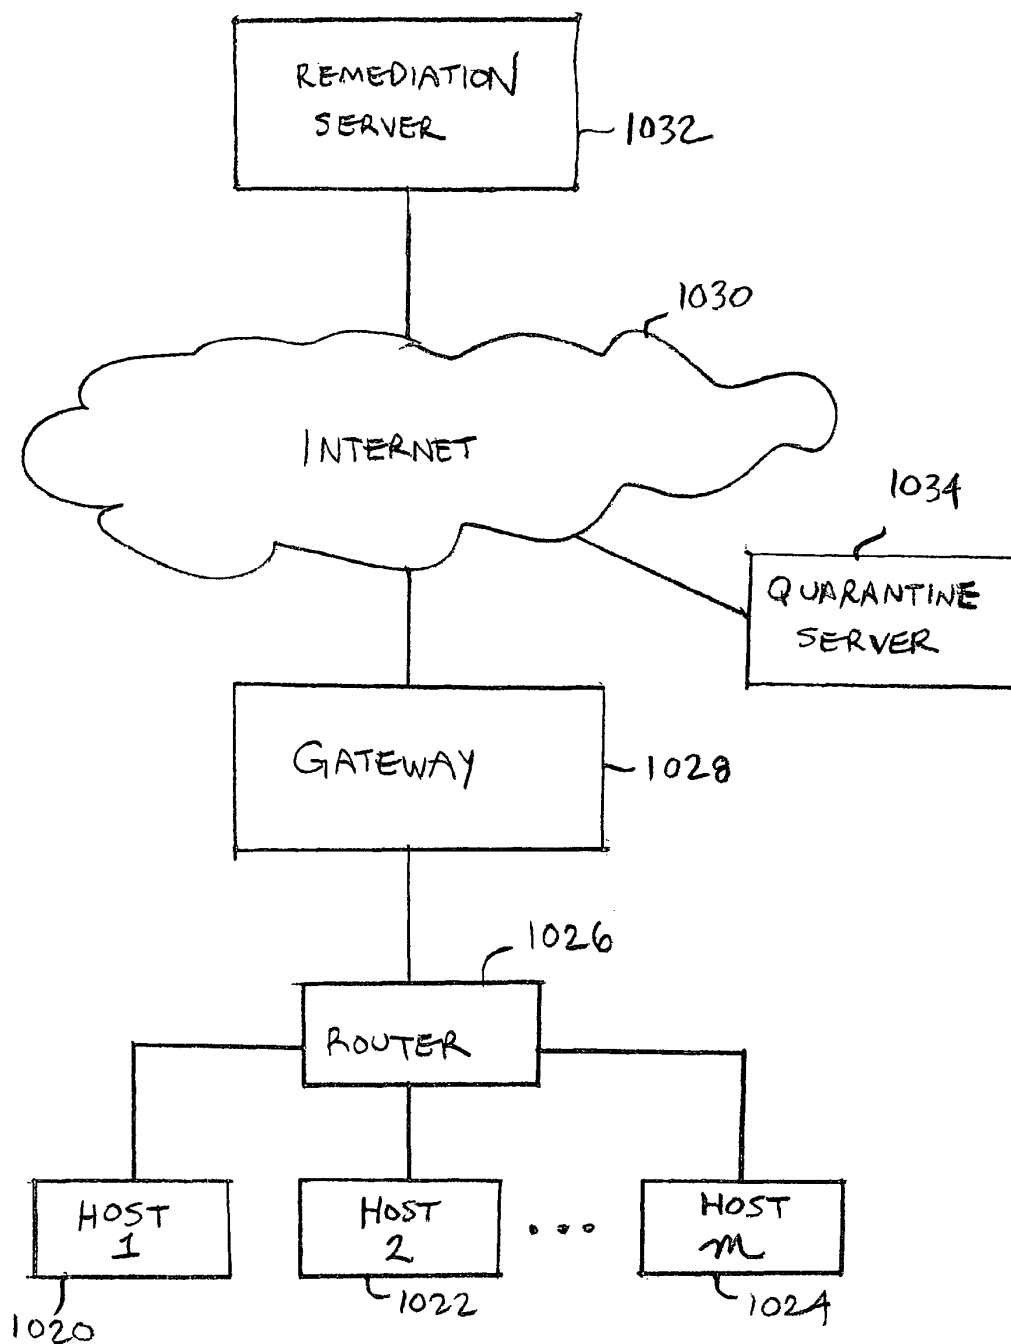 REMEDIATION
SERVER
1032
1030
INTERNET
1034
QUARANTINE
SERVER
GATEWAY
1028
1026
ROUTER
HOST
1
HOST
2
...
HOST
m
1020
1022
1024